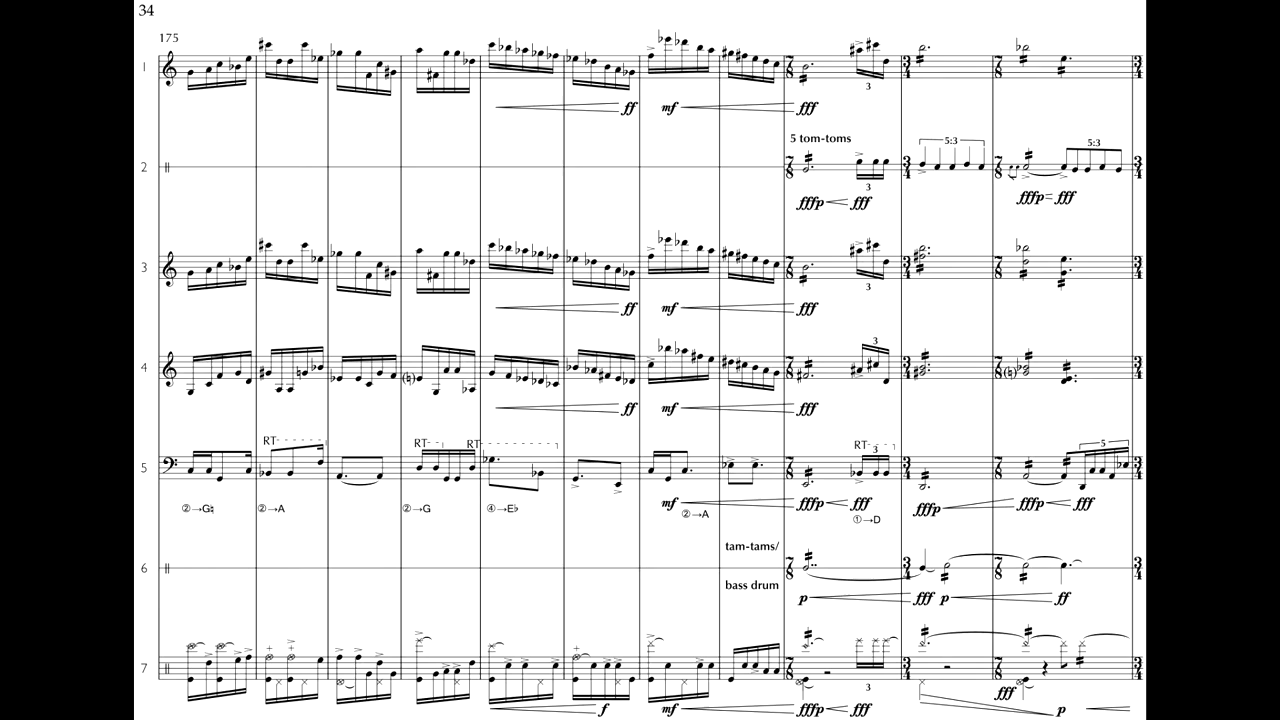 34
175
1
ff mf fff
3
5 tom-toms
5:3 5:3
2
3
fffp fff fffp fff
3
3
ff mf fff
3
4
ff mf fff
RT RT RT RT 3 5
5
②→G♮ ②→A ②→G ④→E♭ mf ②→A fffp fff ①→D fffp fffp fff
tam-tams/
6
bass drum
p fff p ff
7
3
f mf fffp fff fff p